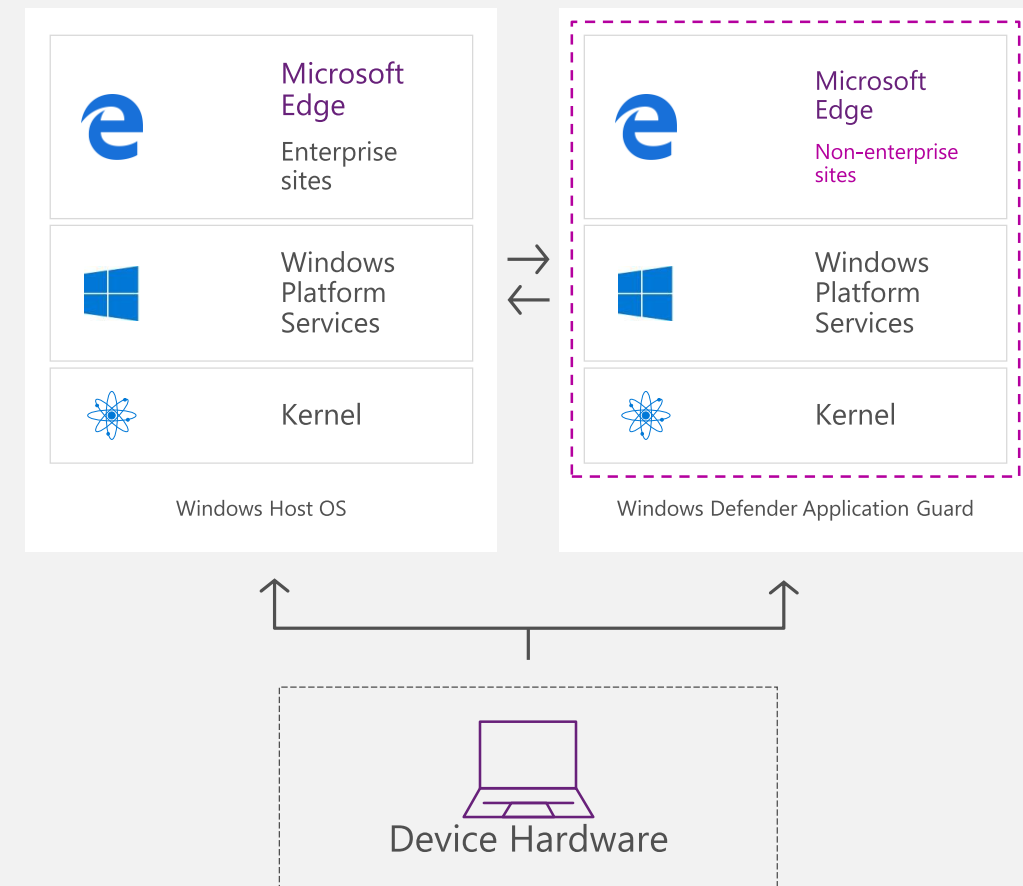 Microsoft
Edge
Enterprise
sites
Windows
Platform
Services
Kernel
Windows Host OS
Microsoft
Edge
Non-enterprise
sites
Windows
Platform
Services
Kernel
Windows Defender Application Guard
Device Hardware